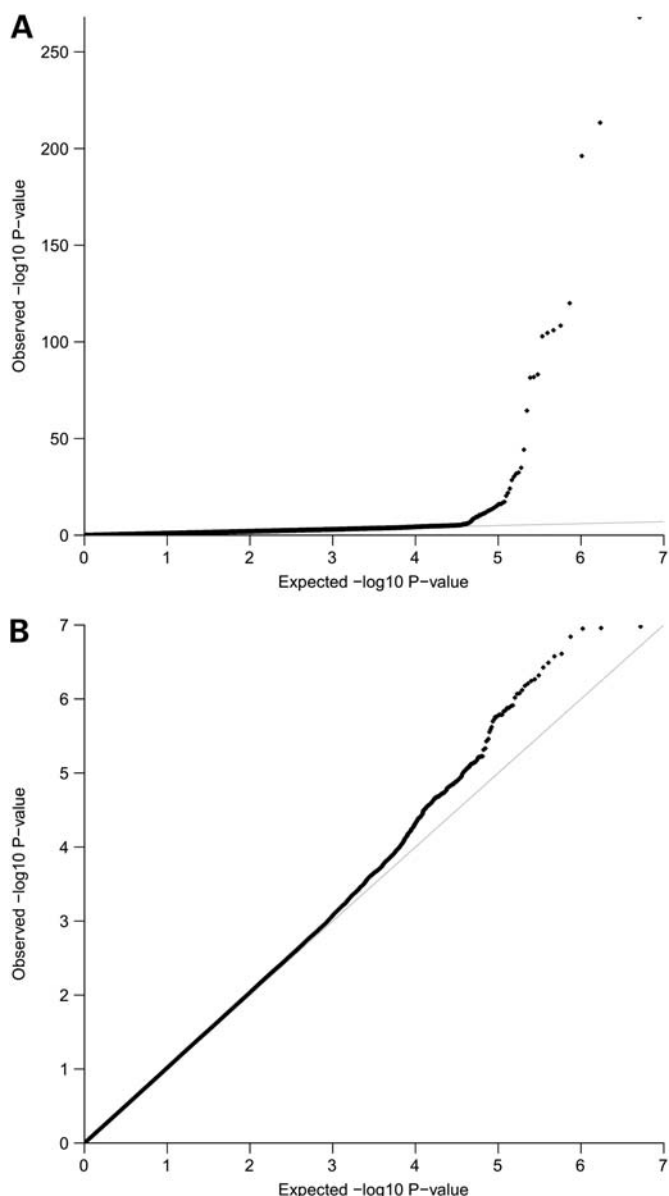 A
250
200
150
100
50
0
Observed −log10 P−value
0 1 2 3 4 5 6 7
Expected −log10 P−value
B
7
6
5
4
3
2
1
0
Observed −log10 P−value
0 1 2 3 4 5 6 7
Expected −log10 P−value